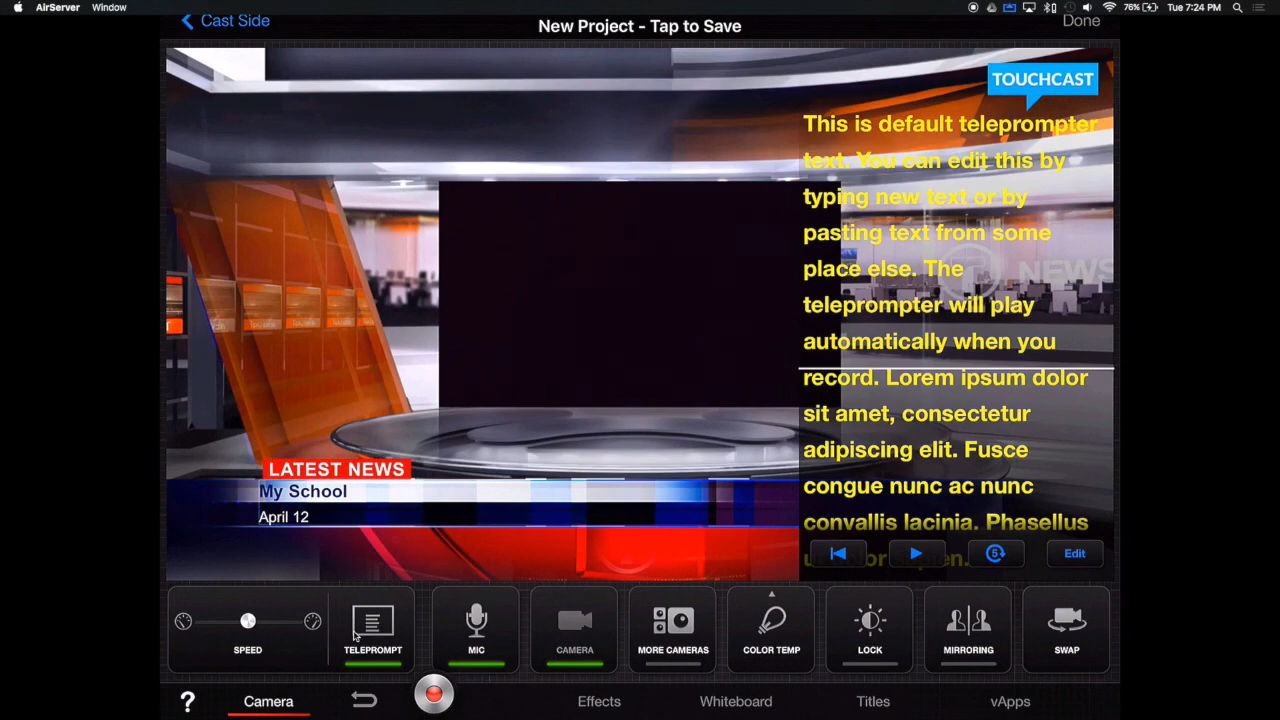 AirServer Window
76% Tue 7:24 PM
Cast Side
New Project - Tap to Save
Done
TOUCHCAST
This is default teleprompter
text. You can edit this by
typing new text or by
pasting text from some
place else. The
teleprompter will play
automatically when you
record. Lorem ipsum dolor
sit amet, consectetur
adipiscing elit. Fusce
congue nunc ac nunc
convallis lacinia. Phasellus
NEWS
LATEST NEWS
My School
April 12
5
Edit
SPEED
TELEPROMPT
MIC
CAMERA
MORE CAMERAS
COLOR TEMP
LOCK
MIRRORING
SWAP
?
Camera
Effects
Whiteboard
Titles
vApps